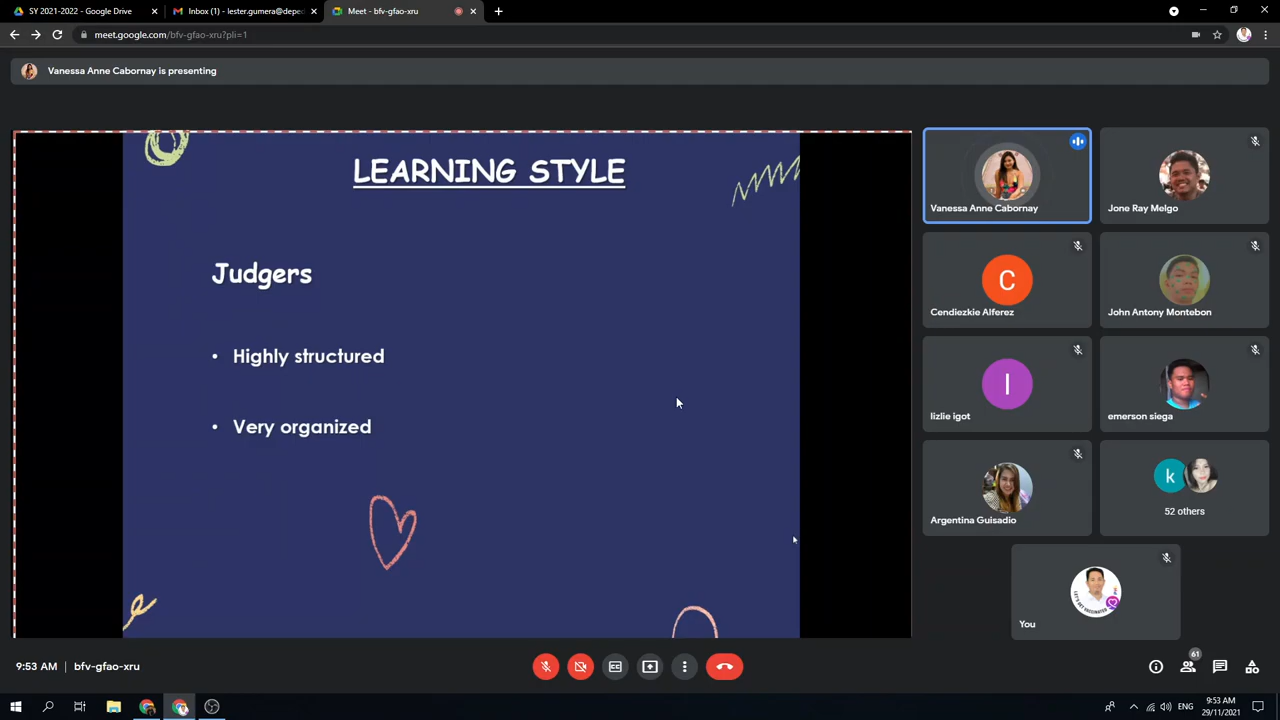 SY 2021-2022 - Google Drive
Inbox (1) - lester.gumera@deped
Meet - bfv-gfao-xru
meet.google.com/bfv-gfao-xru?pli=1
Vanessa Anne Cabornay is presenting
LEARNING STYLE
Judgers
• Highly structured
• Very organized
Vanessa Anne Cabornay
Jone Ray Melgo
C
Cendiezkie Alferez
John Antony Montebon
l
lizlie igot
emerson siega
Argentina Guisadio
k
52 others
You
9:53 AM | bfv-gfao-xru
61
ENG
9:53 AM
29/11/2021